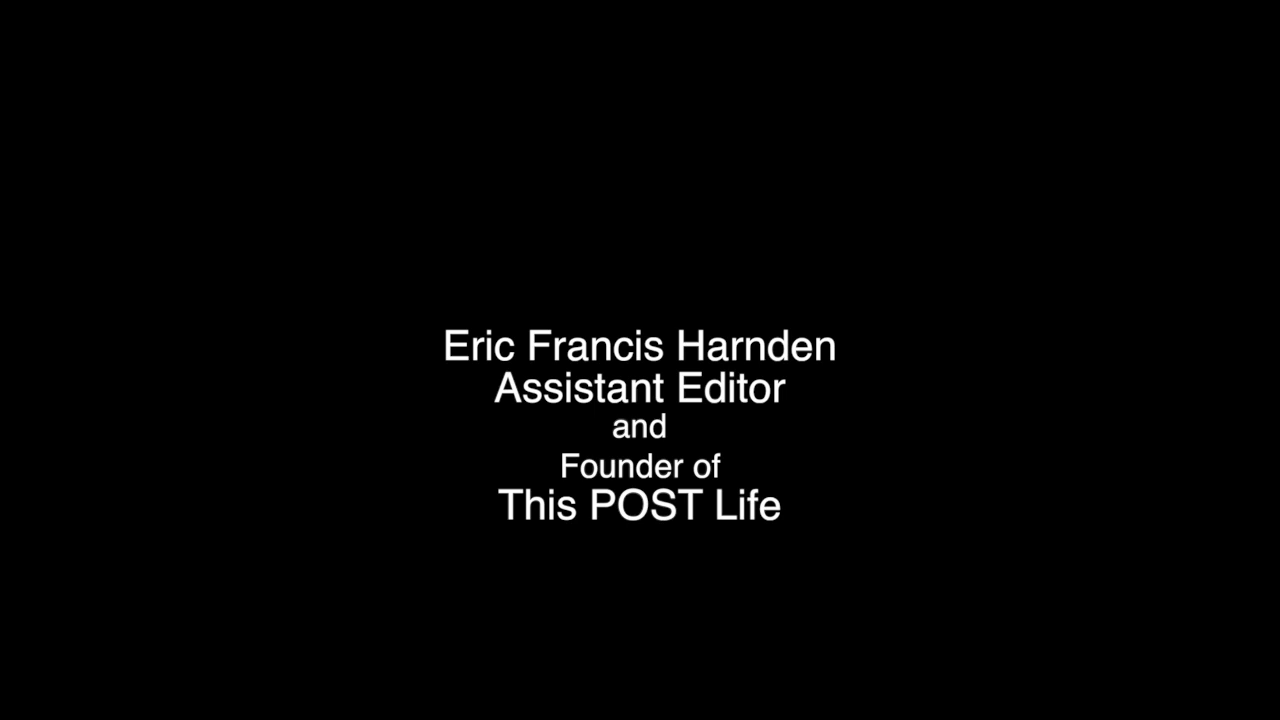 Eric Francis Harnden
Assistant Editor
and
Founder of
This POST Life